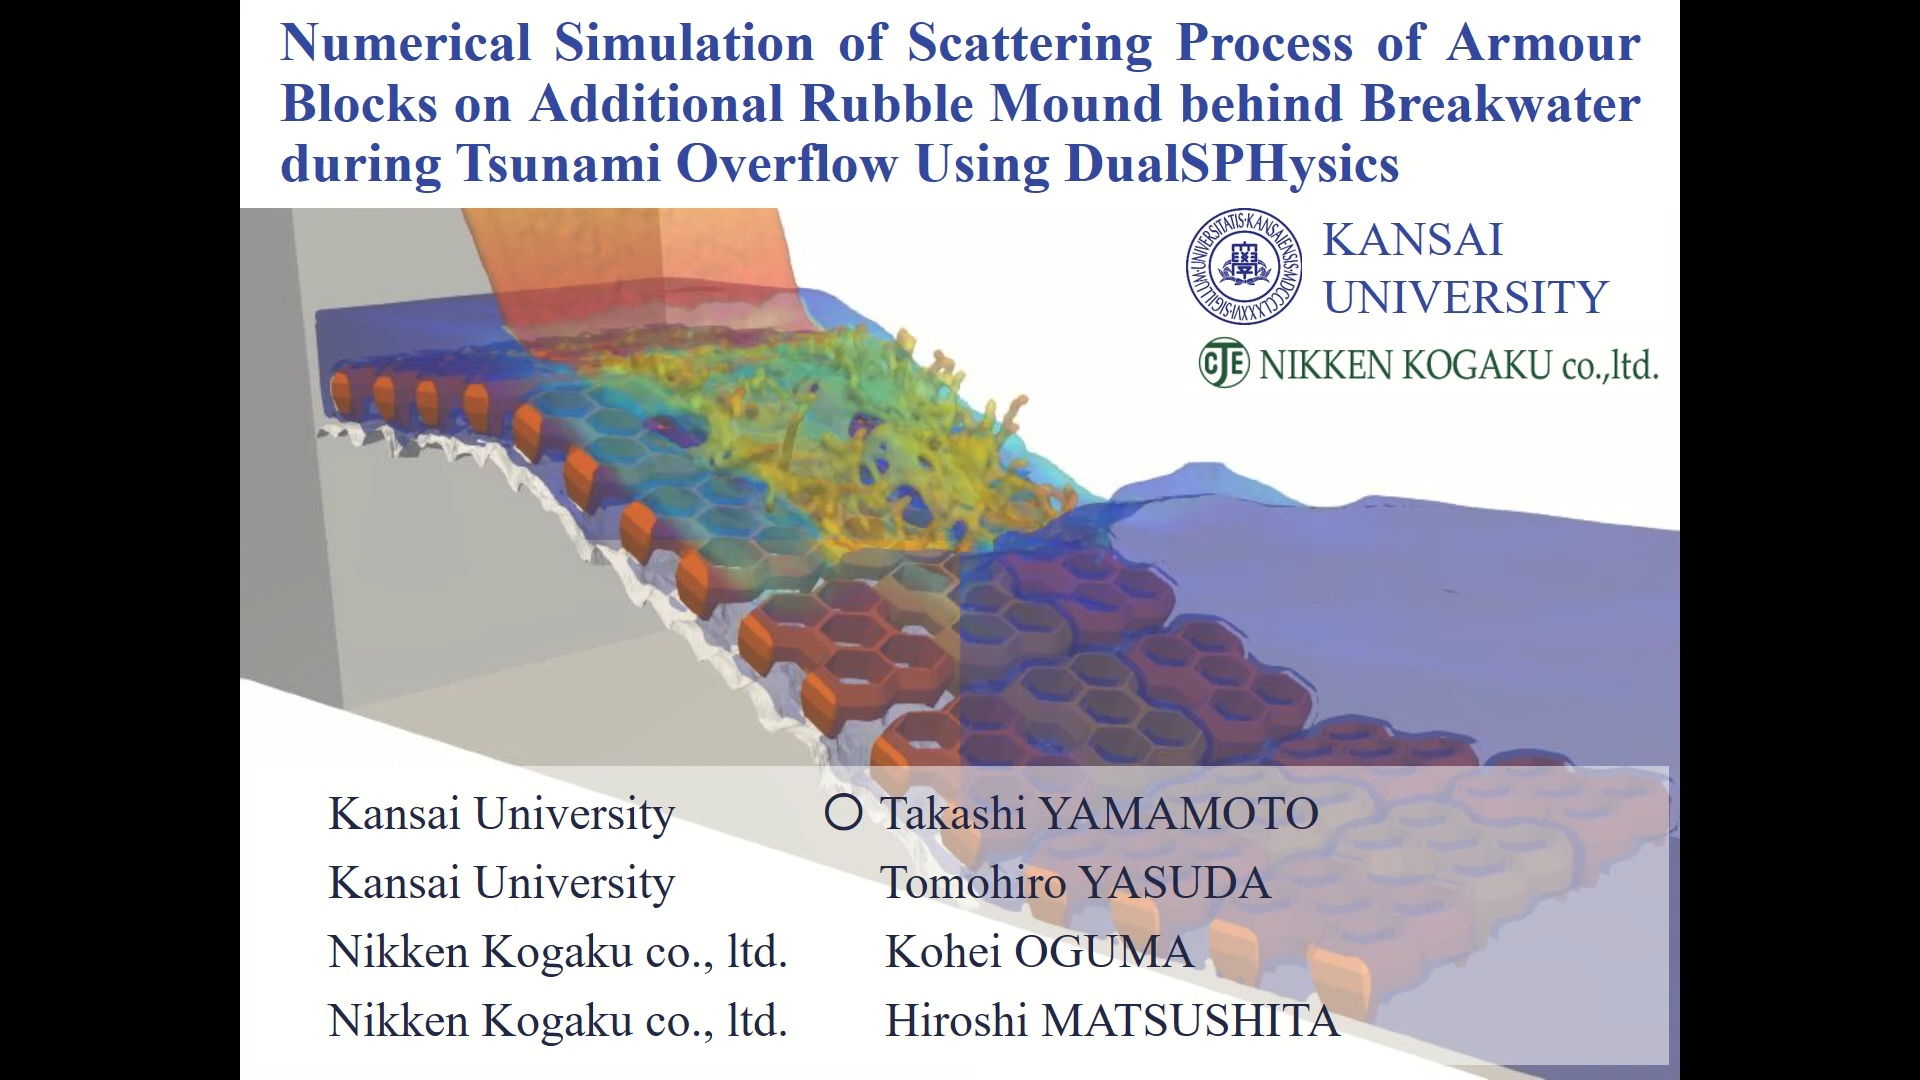 Numerical Simulation of Scattering Process of Armour
Blocks on Additional Rubble Mound behind Breakwater
during Tsunami Overflow Using DualSPHysics
KANSAI
UNIVERSITY
CTE NIKKEN KOGAKU co.,ltd.
Kansai University ○ Takashi YAMAMOTO
Kansai University Tomohiro YASUDA
Nikken Kogaku co., ltd. Kohei OGUMA
Nikken Kogaku co., ltd. Hiroshi MATSUSHITA